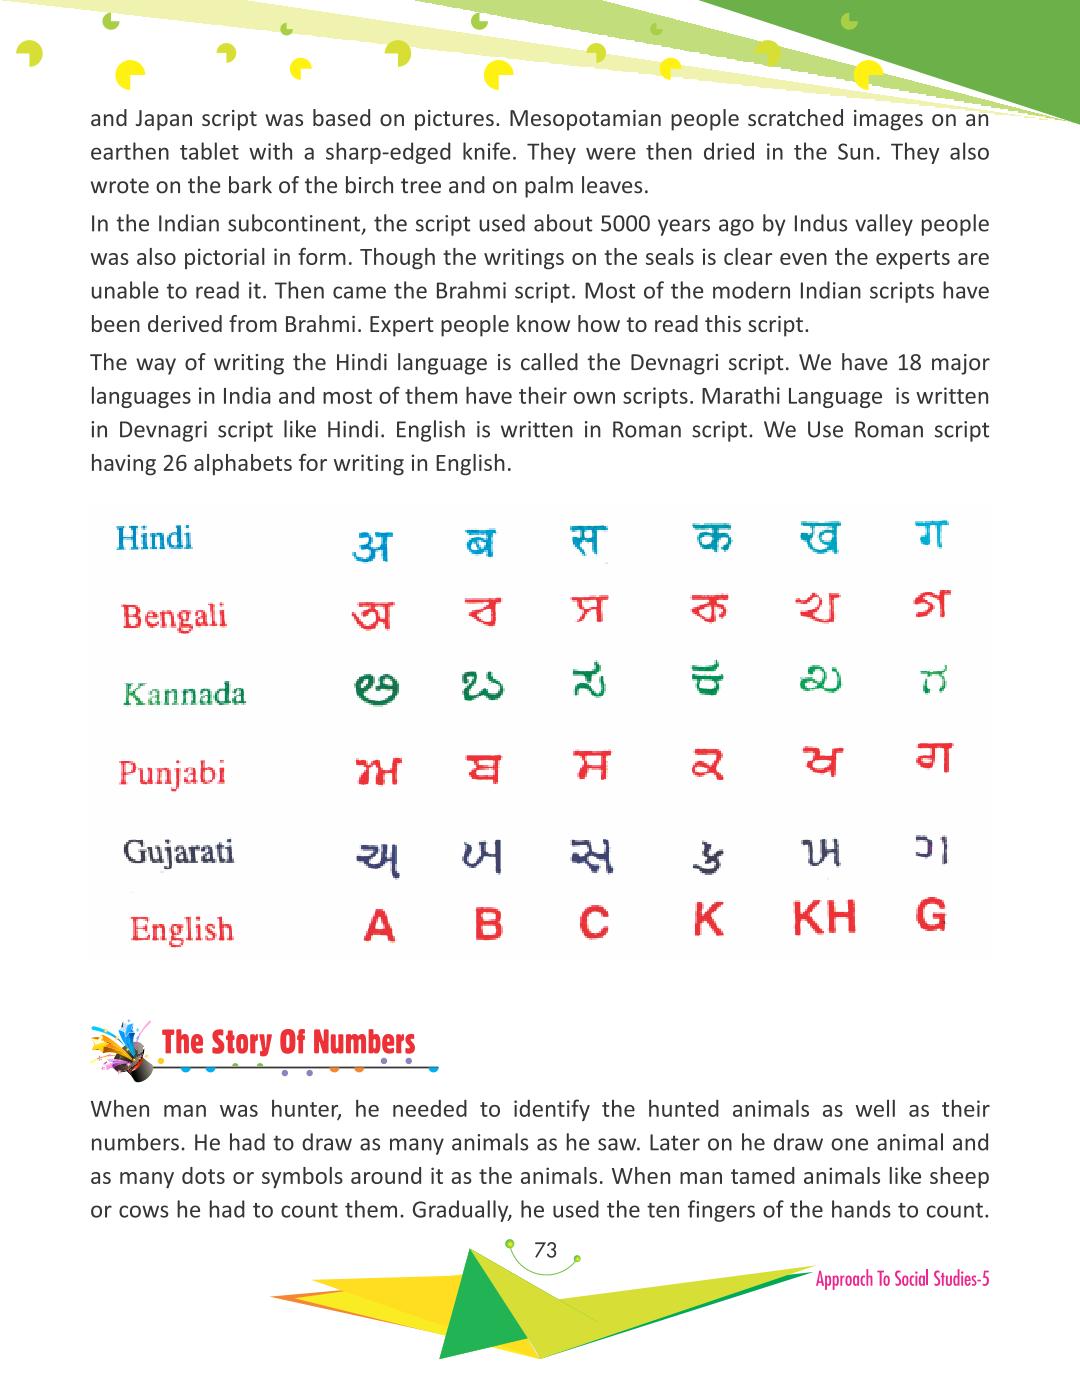 and Japan script was based on pictures. Mesopotamian people scratched images on an
earthen tablet with a sharp-edged knife. They were then dried in the Sun. They also
wrote on the bark of the birch tree and on palm leaves.
In the Indian subcontinent, the script used about 5000 years ago by Indus valley people
was also pictorial in form. Though the writings on the seals is clear even the experts are
unable to read it. Then came the Brahmi script. Most of the modern Indian scripts have
been derived from Brahmi. Expert people know how to read this script.
The way of writing the Hindi language is called the Devnagri script. We have 18 major
languages in India and most of them have their own scripts. Marathi Language is written
in Devnagri script like Hindi. English is written in Roman script. We Use Roman script
having 26 alphabets for writing in English.
Hindi अ ब स क ख ग
Bengali অ ব স ক খ গ
Kannada ಅ ಬ ಸ ಕ ಖ ಗ
Punjabi ਅ ਬ ਸ ਕ ਖ ਗ
Gujarati અ સ ક ખ ગ
English A B C K KH G
The Story Of Numbers
When man was hunter, he needed to identify the hunted animals as well as their
numbers. He had to draw as many animals as he saw. Later on he draw one animal and
as many dots or symbols around it as the animals. When man tamed animals like sheep
or cows he had to count them. Gradually, he used the ten fingers of the hands to count.
73
Approach To Social Studies-5